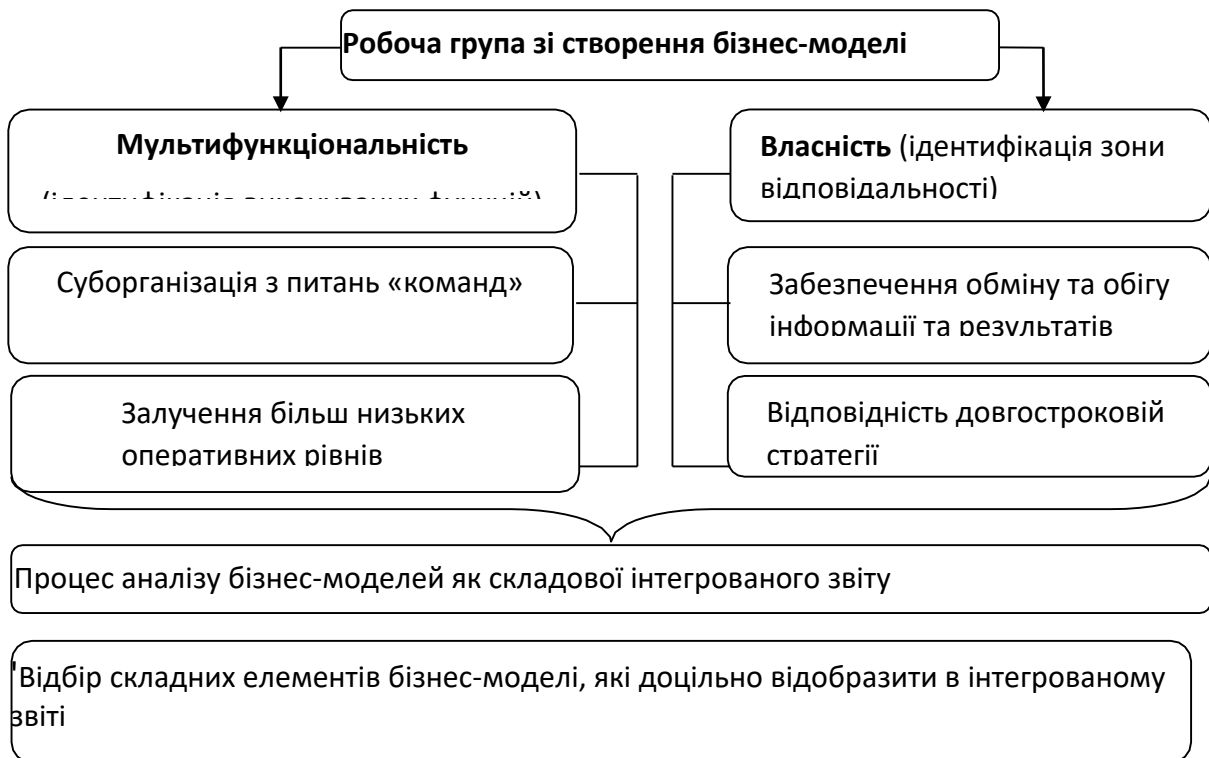 Робоча група зі створення бізнес-моделі
Мультифункціональність
Власність (ідентифікація зони
відповідальності)
Суборганізація з питань «команд»
Забезпечення обміну та обігу
інформації та результатів
Залучення більш низьких
оперативних рівнів
Відповідність довгостроковій
стратегії
Процес аналізу бізнес-моделей як складової інтегрованого звіту
'Відбір складних елементів бізнес-моделі, які доцільно відобразити в інтегрованому
звіті